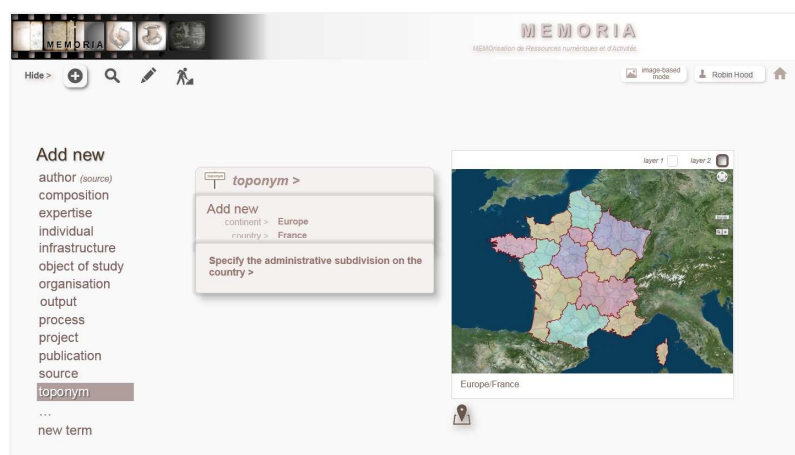 MEMORIA
MEMORIA
MEMOrisation de Ressources numériques et d'Activités
Hide >
image-based
mode
Robin Hood
Add new
author (source)
composition
expertise
individual
infrastructure
object of study
organisation
output
process
project
publication
source
toponym
...
new term
toponym >
Add new
continent > Europe
country > France
Specify the administrative subdivision on the
country >
layer 1
layer 2
Europe/France